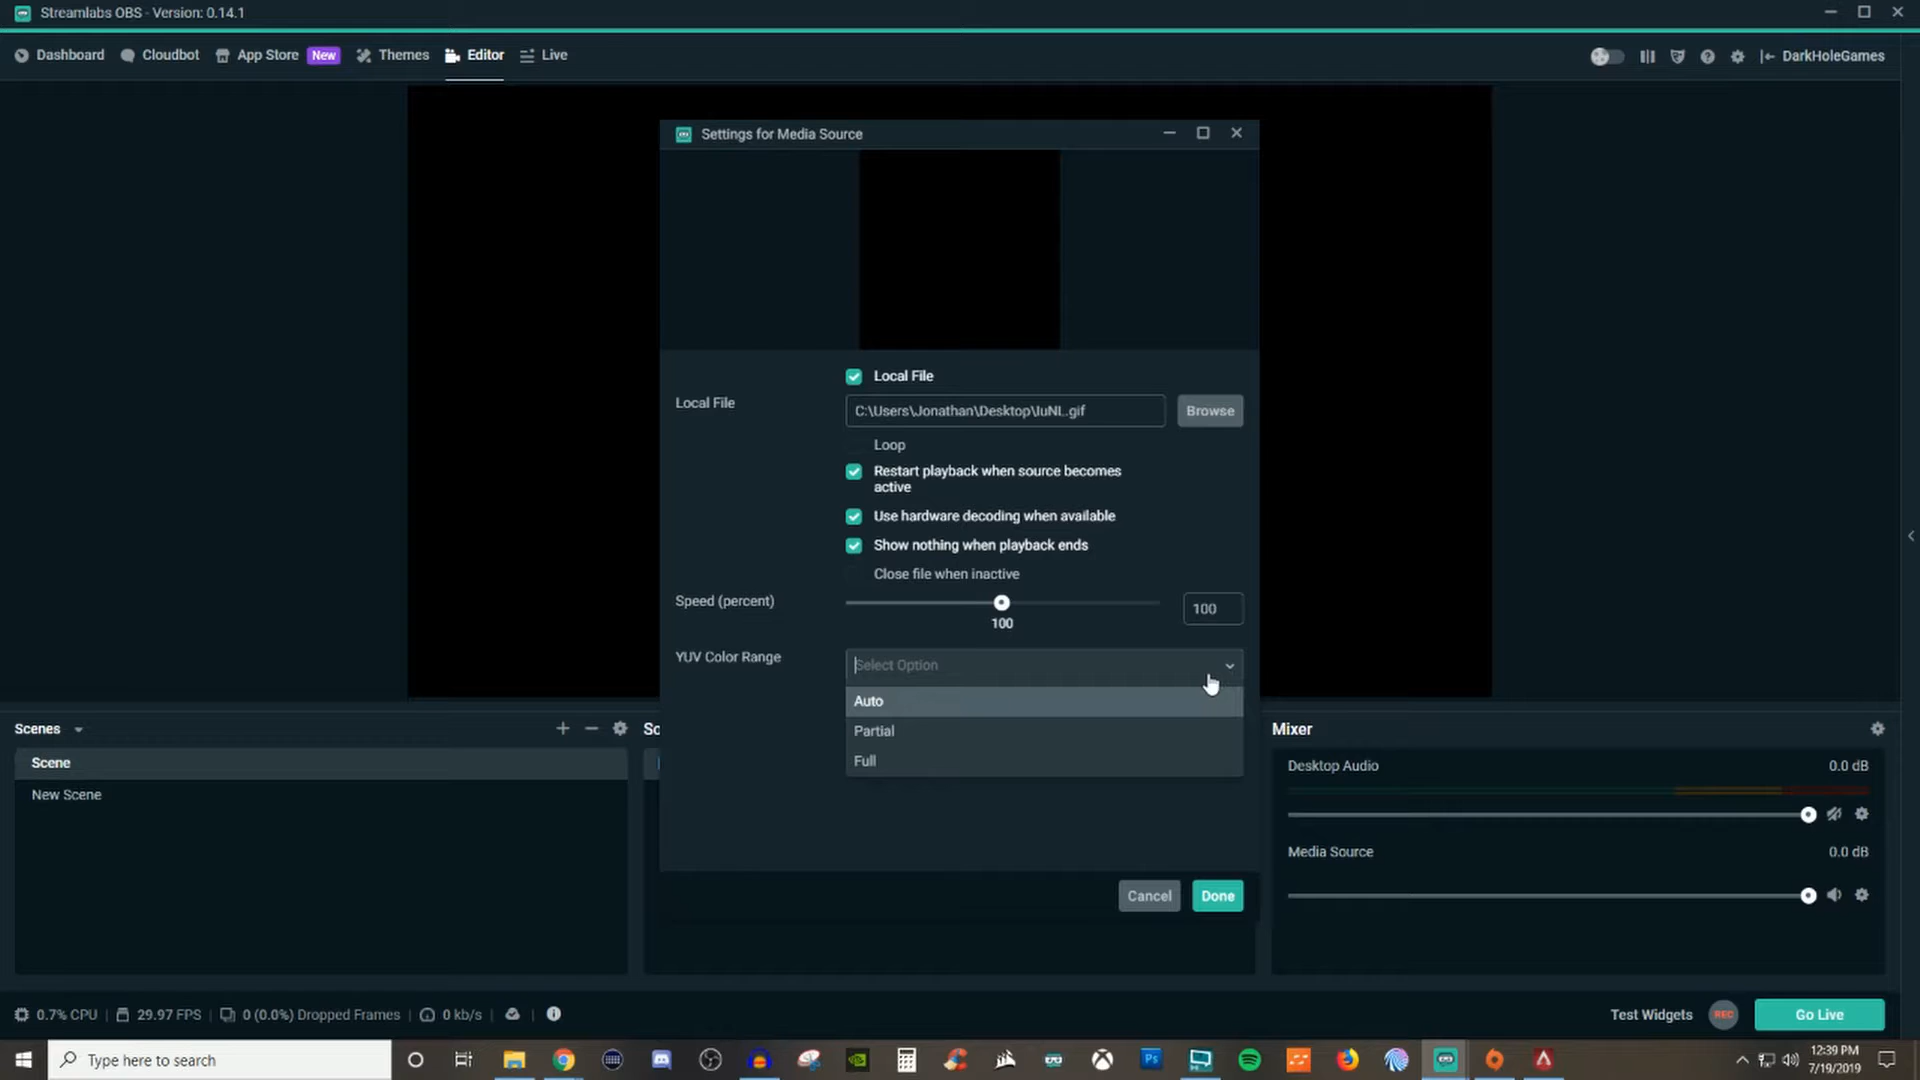 Streamlabs OBS - Version: 0.14.1
Dashboard Cloudbot App Store New Themes Editor Live DarkHoleGames
Settings for Media Source
Local File
Local File C:\Users\Jonathan\Desktop\IuNL.gif Browse
Loop
Restart playback when source becomes
active
Use hardware decoding when available
Show nothing when playback ends
Close file when inactive
Speed (percent) 100
100
YUV Color Range Select Option
Auto
Partial
Full
Cancel Done
Scenes
Scene
New Scene
So
Mixer
Desktop Audio 0.0 dB
Media Source 0.0 dB
0.7% CPU | 29.97 FPS | 0 (0.0%) Dropped Frames | 0 kb/s | | Test Widgets REC Go Live
Type here to search Ps 12:39 PM
7/19/2019